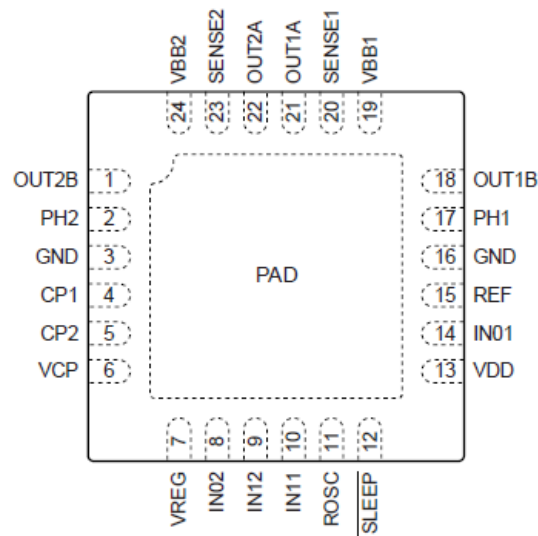 VBB2
SENSE2
OUT2A
OUT1A
SENSE1
VBB1
24
23
22
21
20
19
OUT2B 1
PH2 2
GND 3
CP1 4
CP2 5
VCP 6
PAD
18 OUT1B
17 PH1
16 GND
15 REF
14 IN01
13 VDD
7
8
9
10
11
12
VREG
IN02
IN12
IN11
ROSC
SLEEP